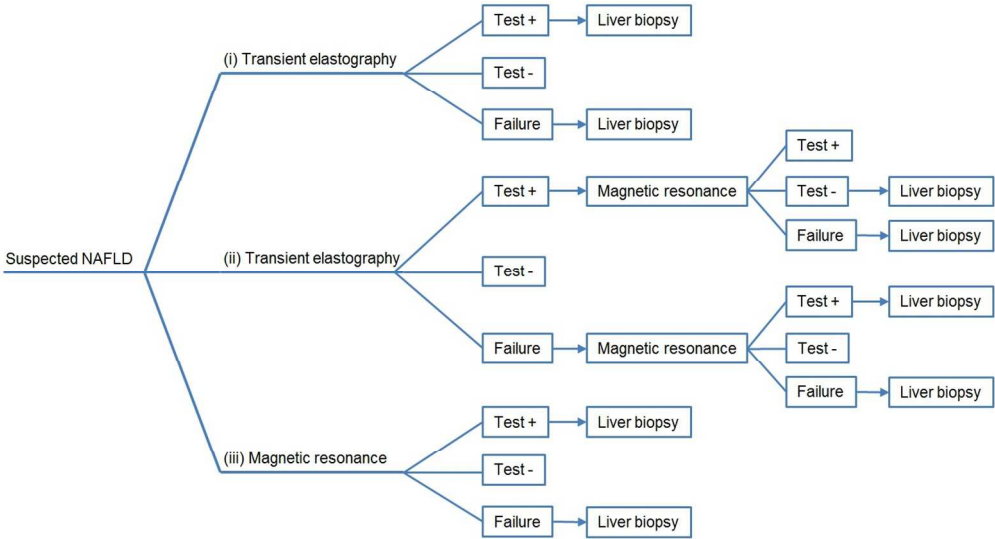 Test +
Liver biopsy
(i) Transient elastography
Test -
Failure
Liver biopsy
Test +
Test +
Magnetic resonance
Test -
Liver biopsy
Failure
Liver biopsy
Suspected NAFLD
(ii) Transient elastography
Test -
Test +
Liver biopsy
Failure
Magnetic resonance
Test -
Failure
Liver biopsy
Test +
Liver biopsy
(iii) Magnetic resonance
Test -
Failure
Liver biopsy